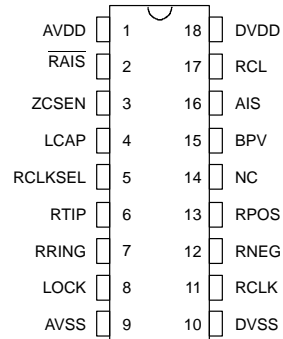 AVDD 1 18 DVDD
RAIS 2 17 RCL
ZCSEN 3 16 AIS
LCAP 4 15 BPV
RCLKSEL 5 14 NC
RTIP 6 13 RPOS
RRING 7 12 RNEG
LOCK 8 11 RCLK
AVSS 9 10 DVSS